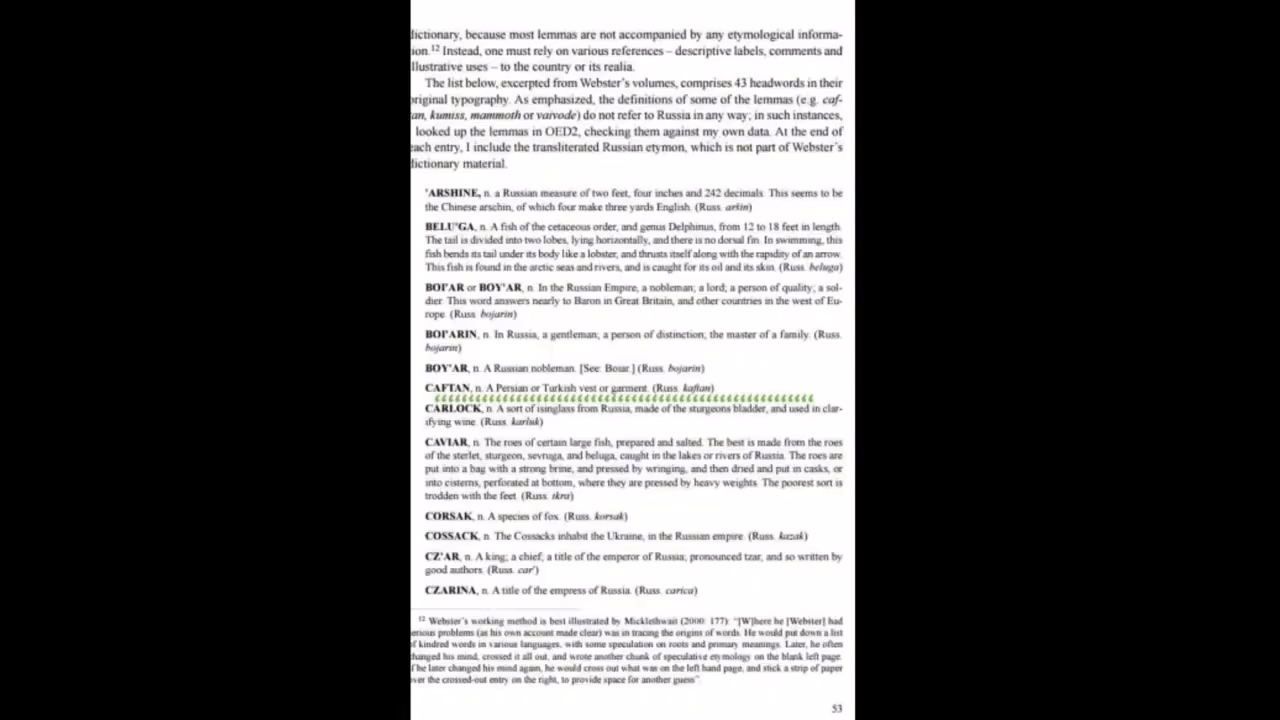 dictionary, because most lemmas are not accompanied by any etymological informa-
ion.12 Instead, one must rely on various references – descriptive labels, comments and
llustrative uses – to the country or its realia.
The list below, excerpted from Webster's volumes, comprises 43 headwords in their
original typography. As emphasized, the definitions of some of the lemmas (e.g. caf-
an, kumiss, mammoth or vaivode) do not refer to Russia in any way; in such instances,
looked up the lemmas in OED2, checking them against my own data. At the end of
each entry, I include the transliterated Russian etymon, which is not part of Webster's
dictionary material.
'ARSHINE, n. a Russian measure of two feet, four inches and 242 decimals. This seems to be
the Chinese arschin, of which four make three yards English. (Russ. aršin)
BELU'GA, n. A fish of the cetaceous order, and genus Delphinus, from 12 to 18 feet in length.
The tail is divided into two lobes, lying horizontally, and there is no dorsal fin. In swimming, this
fish bends its tail under its body like a lobster, and thrusts itself along with the rapidity of an arrow.
This fish is found in the arctic seas and rivers, and is caught for its oil and its skin. (Russ. beluga)
BOI'AR or BOY'AR, n. In the Russian Empire, a nobleman; a lord; a person of quality; a sol-
dier. This word answers nearly to Baron in Great Britain, and other countries in the west of Eu-
rope. (Russ. bojarin)
BOI'ARIN, n. In Russia, a gentleman; a person of distinction; the master of a family. (Russ.
bojarin)
BOY'AR, n. A Russian nobleman. [See: Boiar.] (Russ. bojarin)
CAFTAN, n. A Persian or Turkish vest or garment. (Russ. kaftan)
CARLOCK, n. A sort of isinglass from Russia, made of the sturgeons bladder, and used in clar-
ifying wine. (Russ. karluk)
CAVIAR, n. The roes of certain large fish, prepared and salted. The best is made from the roes
of the sterlet, sturgeon, sevruga, and beluga, caught in the lakes or rivers of Russia. The roes are
put into a bag with a strong brine, and pressed by wringing, and then dried and put in casks, or
into cisterns, perforated at bottom, where they are pressed by heavy weights. The poorest sort is
trodden with the feet. (Russ. ikra)
CORSAK, n. A species of fox. (Russ. korsak)
COSSACK, n. The Cossacks inhabit the Ukraine, in the Russian empire. (Russ. kazak)
CZ'AR, n. A king; a chief; a title of the emperor of Russia; pronounced tzar, and so written by
good authors. (Russ. car')
CZARINA, n. A title of the empress of Russia. (Russ. carica)
12 Webster's working method is best illustrated by Micklethwait (2000: 177): "[W]here he [Webster] had
erious problems (as his own account made clear) was in tracing the origins of words. He would put down a list
of kindred words in various languages, with some speculation on roots and primary meanings. Later, he often
changed his mind, crossed it all out, and wrote another chunk of speculative etymology on the blank left page.
f he later changed his mind again, he would cross out what was on the left hand page, and stick a strip of paper
ver the crossed-out entry on the right, to provide space for another guess".
53